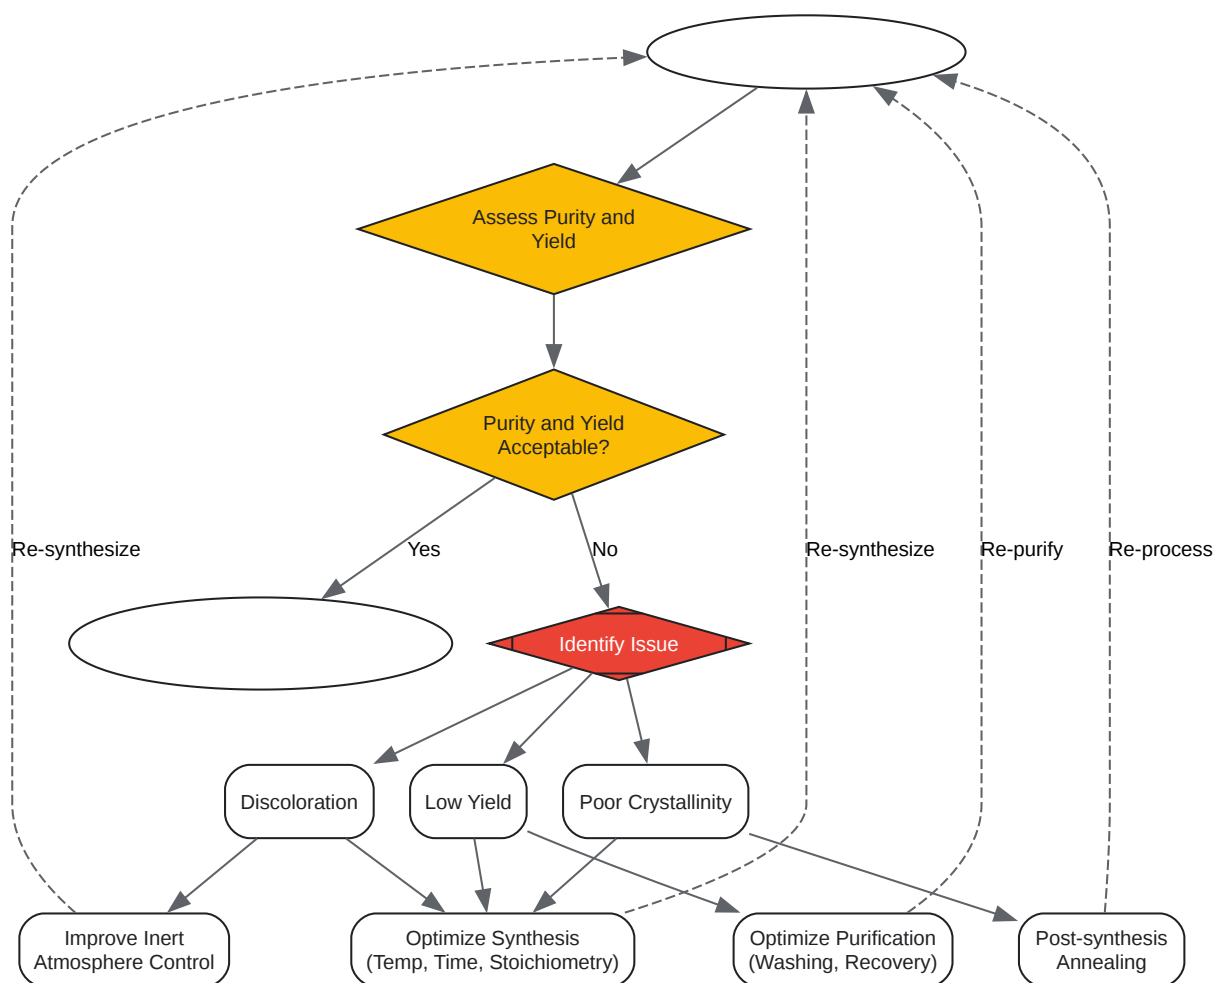 Assess Purity and
Yield
Purity and Yield
Acceptable?
Re-synthesize
Yes
No
Re-synthesize
Re-purify
Re-process
Identify Issue
Discoloration
Low Yield
Poor Crystallinity
Improve Inert
Atmosphere Control
Optimize Synthesis
(Temp, Time, Stoichiometry)
Optimize Purification
(Washing, Recovery)
Post-synthesis
Annealing